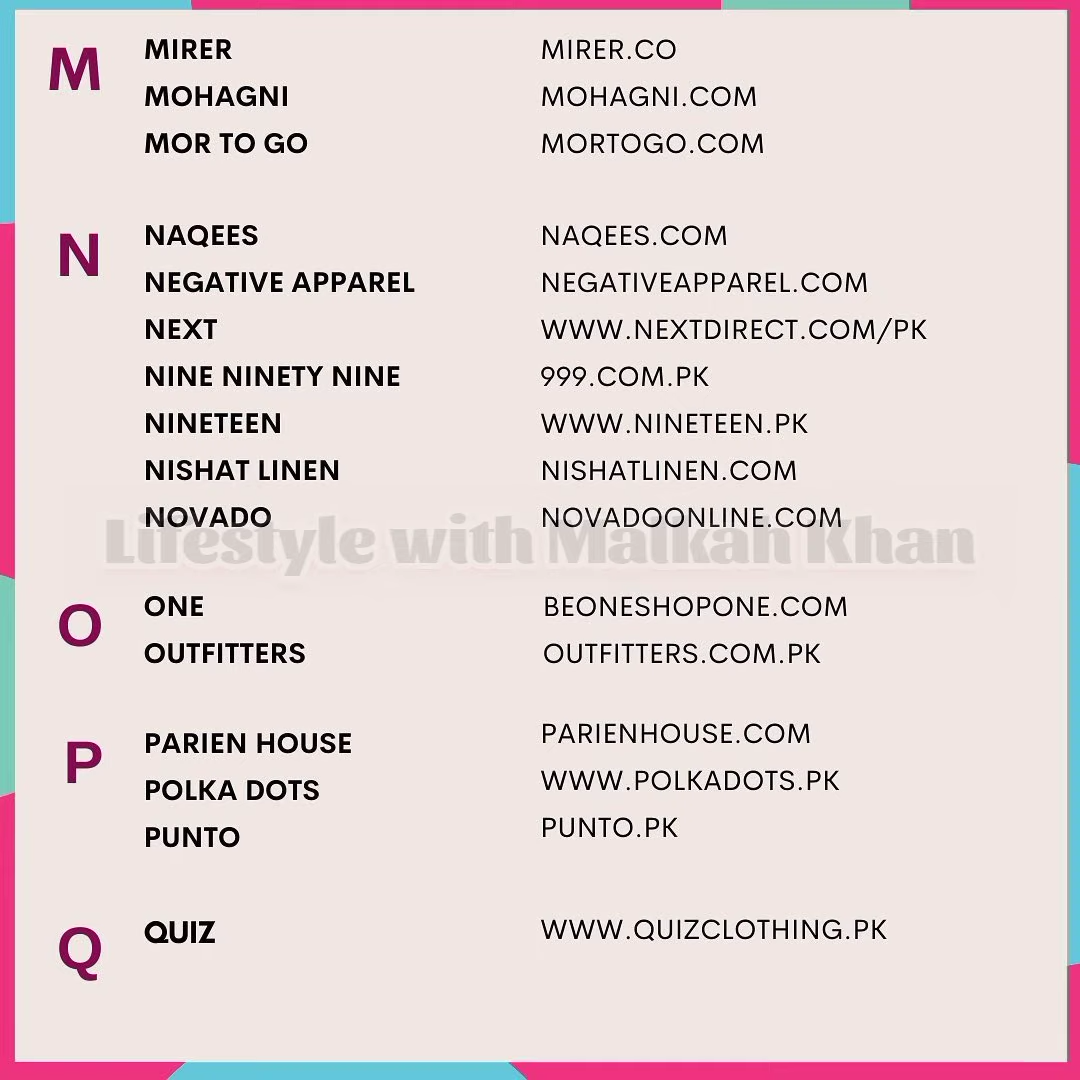 M MIRER MIRER.CO
MOHAGNI MOHAGNI.COM
MOR TO GO MORTOGO.COM
N NAQEES NAQEES.COM
NEGATIVE APPAREL NEGATIVEAPPAREL.COM
NEXT WWW.NEXTDIRECT.COM/PK
NINE NINETY NINE 999.COM.PK
NINETEEN WWW.NINETEEN.PK
NISHAT LINEN NISHATLINEN.COM
NOVADO NOVADOONLINE.COM
Lifestyle with Malkah Khan
O ONE BEONESHOPONE.COM
OUTFITTERS OUTFITTERS.COM.PK
P PARIEN HOUSE PARIENHOUSE.COM
POLKA DOTS WWW.POLKADOTS.PK
PUNTO PUNTO.PK
Q QUIZ WWW.QUIZCLOTHING.PK